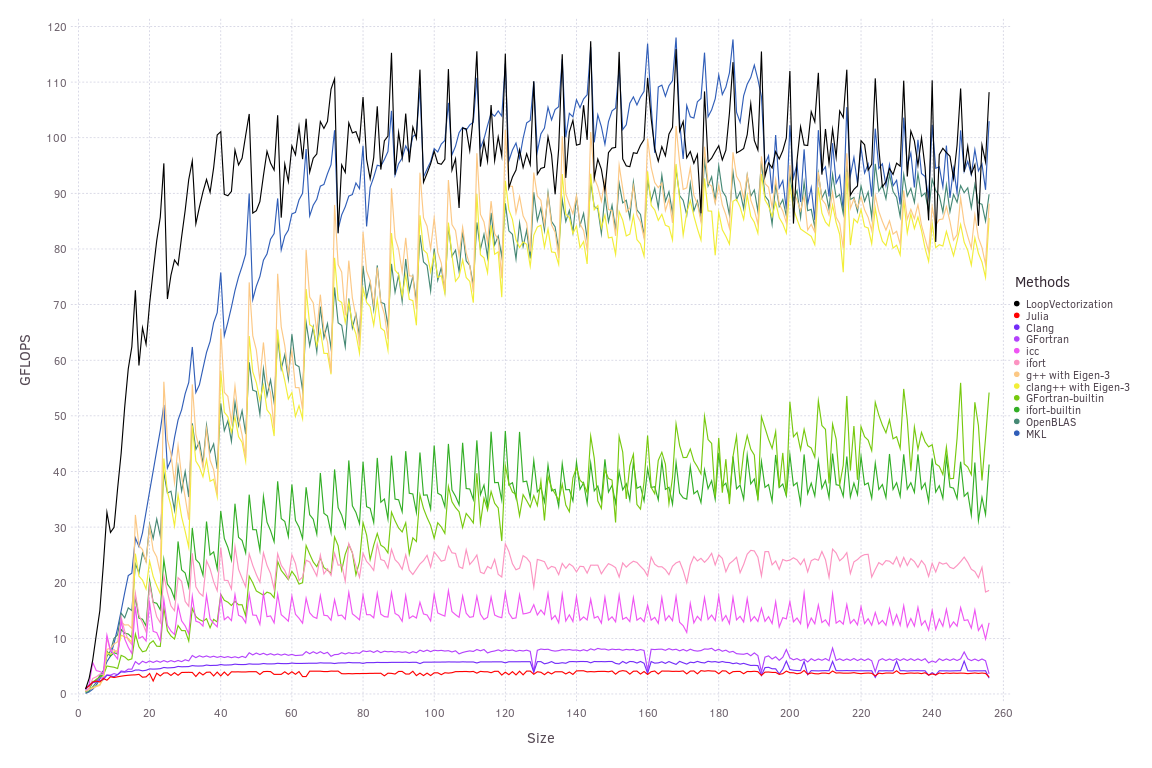 120
110
100
90
80
70
60
50
40
30
20
10
0
GFLOPS
0 20 40 60 80 100 120 140 160 180 200 220 240 260
Size
Methods
LoopVectorization
Julia
Clang
GFortran
icc
ifort
g++ with Eigen-3
clang++ with Eigen-3
GFortran-builtin
ifort-builtin
OpenBLAS
MKL